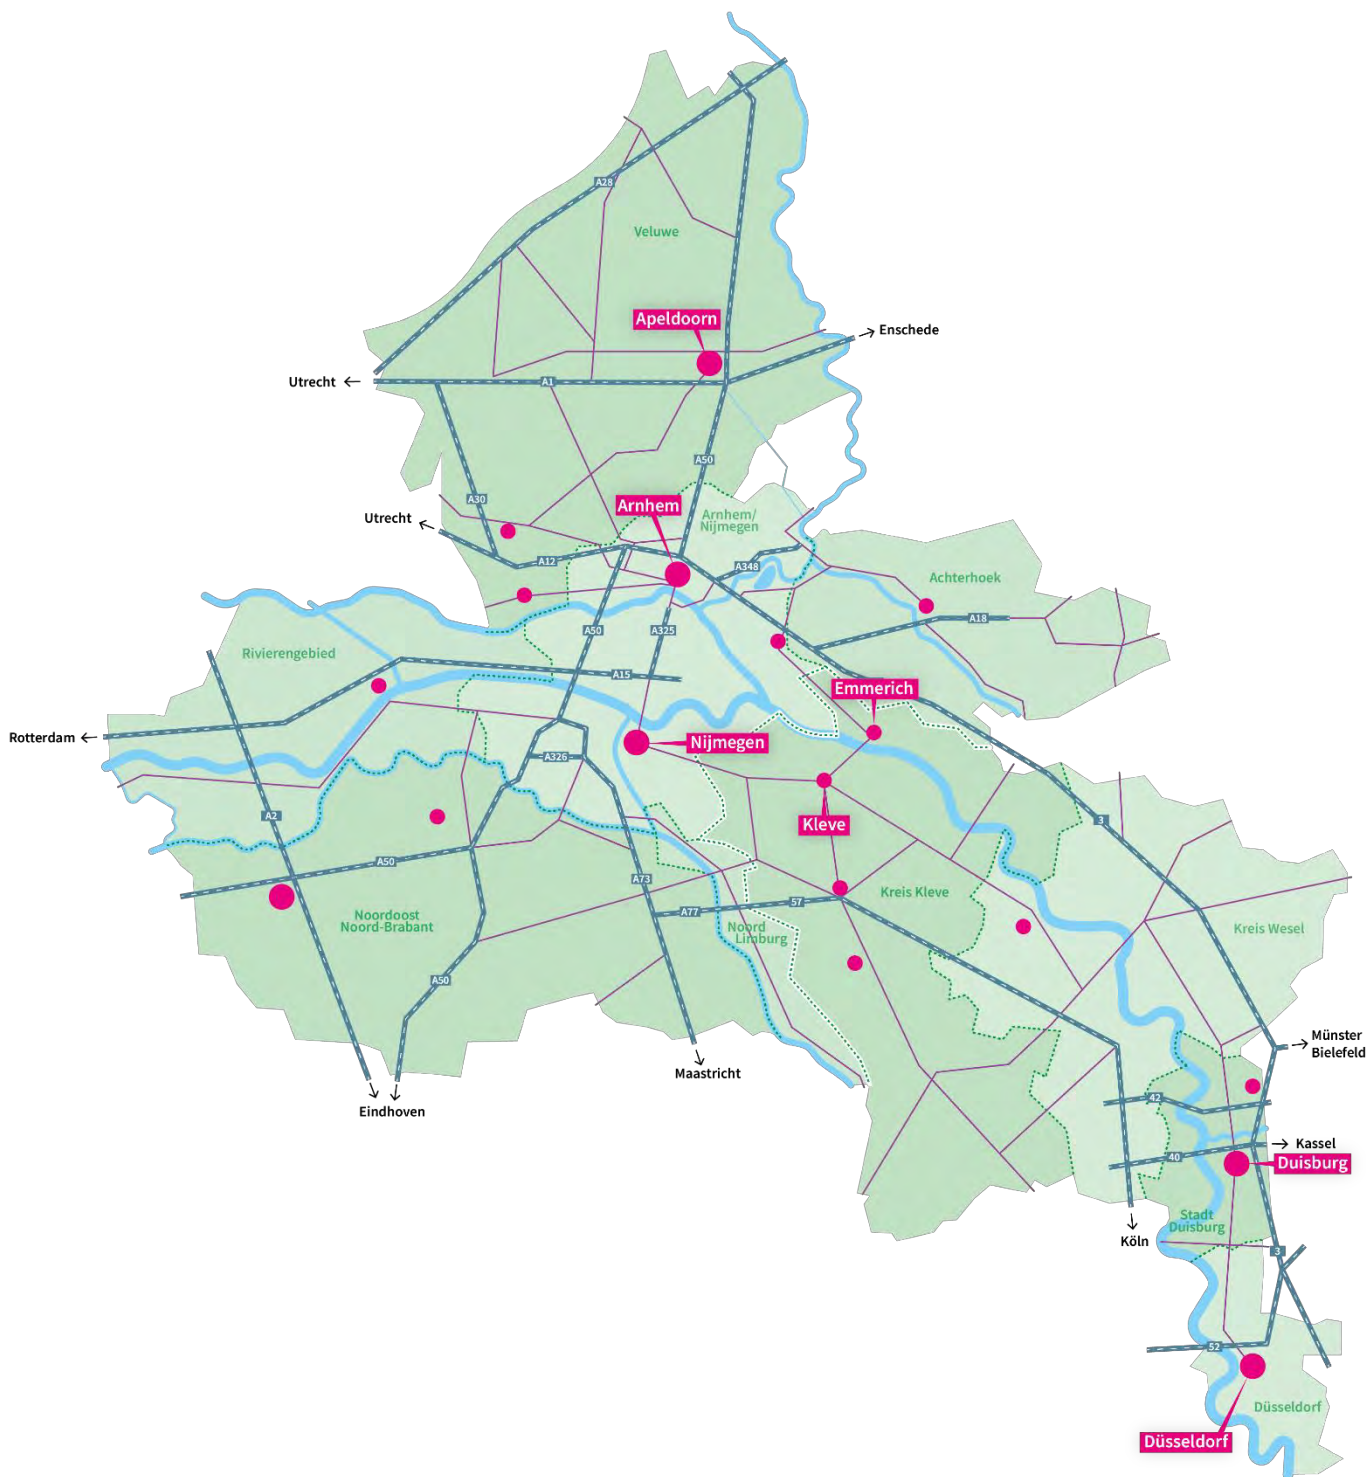 A28
Veluwe
Apeldoorn
Enschede
Utrecht
A1
A50
A30
Arnhem
Utrecht
Arnhem/
Nijmegen
A12
A348
Achterhoek
A18
A50
A325
Rivierengebied
A15
Emmerich
Rotterdam
Nijmegen
A326
A2
Kleve
3
A50
A73
Kreis Kleve
57
A77
Noordoost
Noord-Brabant
Noord
Limburg
Kreis Wesel
A50
Münster
Bielefeld
Maastricht
Eindhoven
42
Kassel
40
Duisburg
Stadt
Duisburg
Köln
3
52
Düsseldorf
Düsseldorf